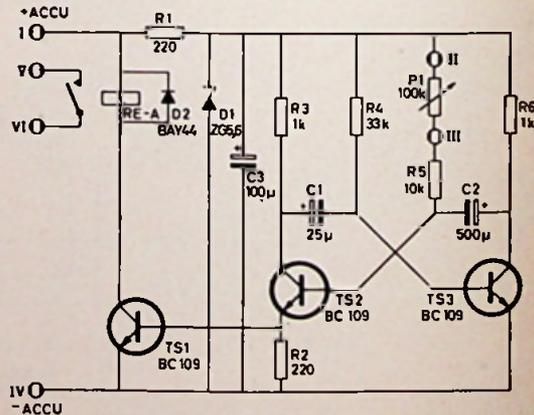 +ACCU
I
R1
220
V
II
P1
100k
VI
RE-A
D2
BAY44
D1
ZG5,6
R3
1k
R4
33k
R6
1k
III
C3
100µ
R5
10k
C1
25µ
C2
500µ
TS2
BC 109
TS3
BC 109
TS1
BC 109
R2
220
IV
-ACCU